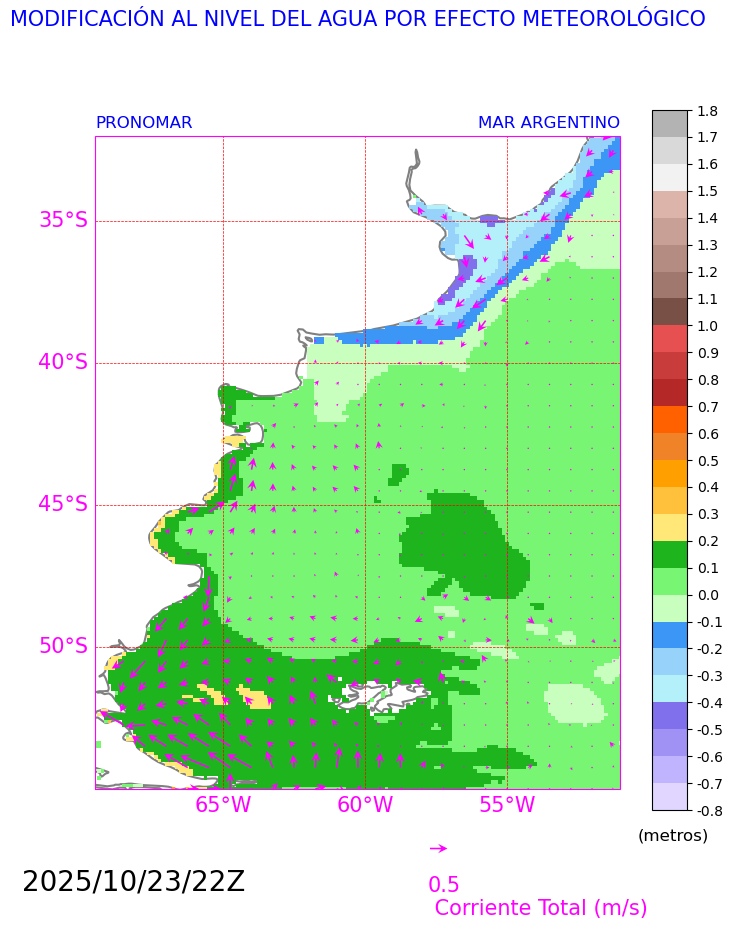 MODIFICACIÓN AL NIVEL DEL AGUA POR EFECTO METEOROLÓGICO
PRONOMAR
MAR ARGENTINO
35°S
40°S
45°S
50°S
65°W
60°W
55°W
1.8
1.7
1.6
1.5
1.4
1.3
1.2
1.1
1.0
0.9
0.8
0.7
0.6
0.5
0.4
0.3
0.2
0.1
0.0
-0.1
-0.2
-0.3
-0.4
-0.5
-0.6
-0.7
-0.8
(metros)
2025/10/23/22Z
0.5
Corriente Total (m/s)